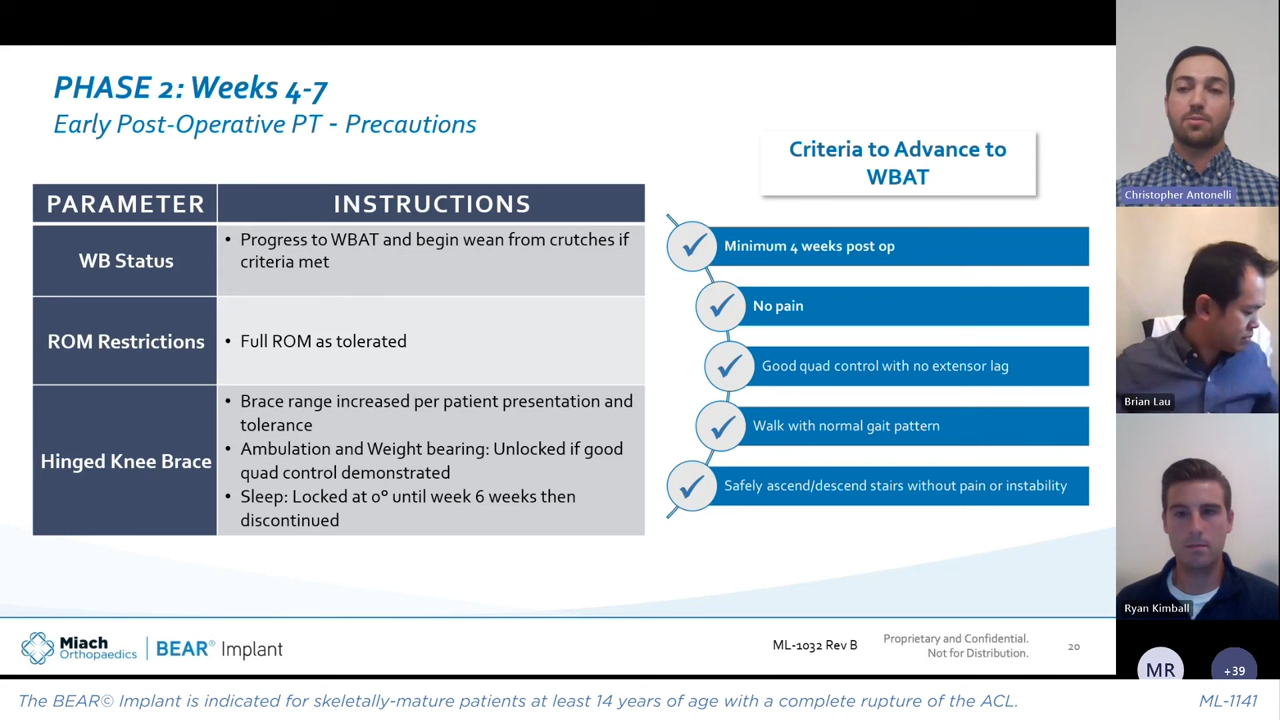 PHASE 2: Weeks 4-7
Early Post-Operative PT - Precautions
PARAMETER
INSTRUCTIONS
WB Status
• Progress to WBAT and begin wean from crutches if
criteria met
ROM Restrictions
• Full ROM as tolerated
Hinged Knee Brace
• Brace range increased per patient presentation and
tolerance
• Ambulation and Weight bearing: Unlocked if good
quad control demonstrated
• Sleep: Locked at 0° until week 6 weeks then
discontinued
Criteria to Advance to
WBAT
Minimum 4 weeks post op
No pain
Good quad control with no extensor lag
Walk with normal gait pattern
Safely ascend/descend stairs without pain or instability
Christopher Antonelli
Brian Lau
Ryan Kimball
MR
+39
Miach
Orthopaedics
BEAR® Implant
ML-1032 Rev B
Proprietary and Confidential.
Not for Distribution.
20
The BEAR© Implant is indicated for skeletally-mature patients at least 14 years of age with a complete rupture of the ACL.
ML-1141